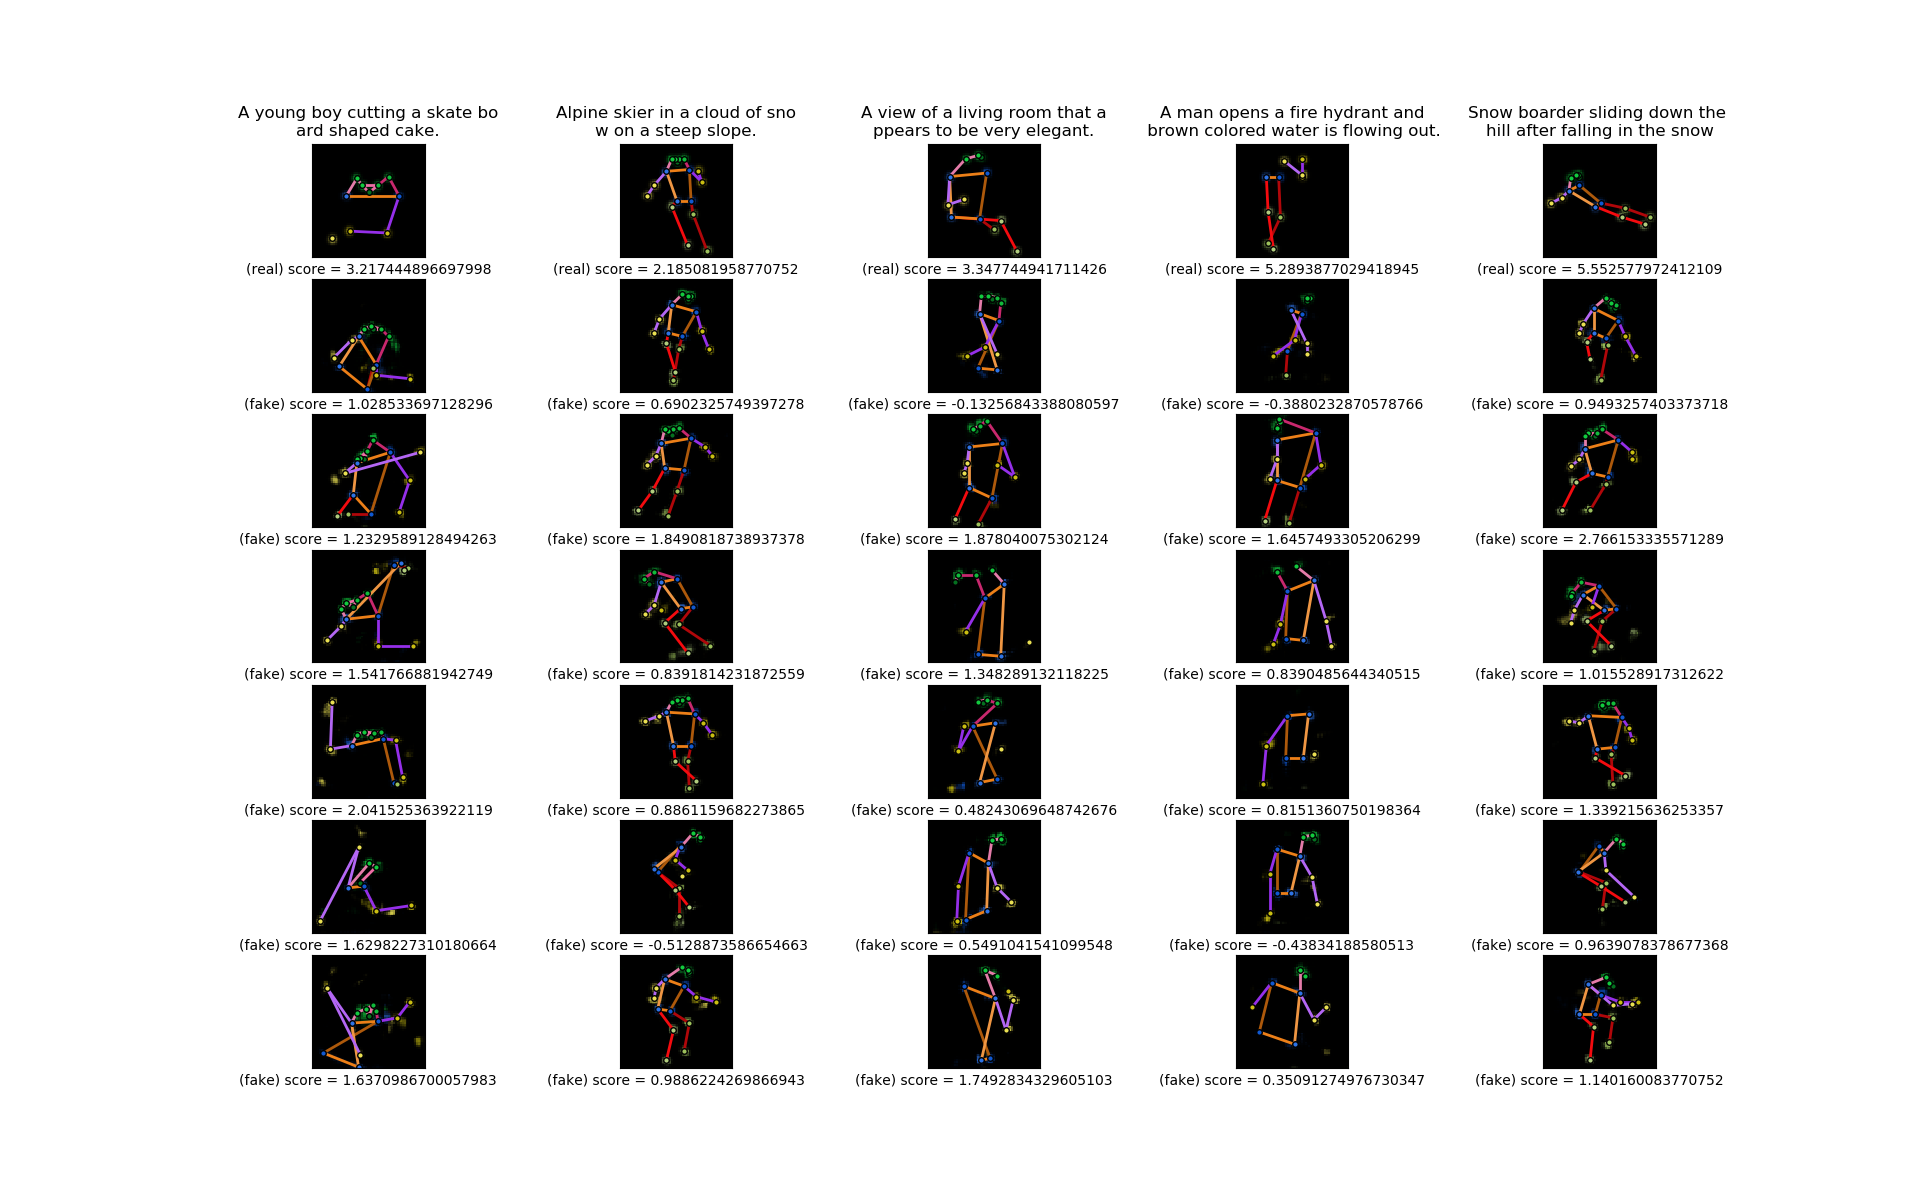 A young boy cutting a skate bo
ard shaped cake.
Alpine skier in a cloud of sno
w on a steep slope.
A view of a living room that a
ppears to be very elegant.
A man opens a fire hydrant and
brown colored water is flowing out.
Snow boarder sliding down the
hill after falling in the snow
(real) score = 3.217444896697998
(real) score = 2.185081958770752
(real) score = 3.347744941711426
(real) score = 5.2893877029418945
(real) score = 5.552577972412109
(fake) score = 1.028533697128296
(fake) score = 0.6902325749397278
(fake) score = -0.13256843388080597
(fake) score = -0.3880232870578766
(fake) score = 0.9493257403373718
(fake) score = 1.2329589128494263
(fake) score = 1.8490818738937378
(fake) score = 1.878040075302124
(fake) score = 1.6457493305206299
(fake) score = 2.766153335571289
(fake) score = 1.541766881942749
(fake) score = 0.8391814231872559
(fake) score = 1.348289132118225
(fake) score = 0.8390485644340515
(fake) score = 1.015528917312622
(fake) score = 2.041525363922119
(fake) score = 0.8861159682273865
(fake) score = 0.48243069648742676
(fake) score = 0.8151360750198364
(fake) score = 1.339215636253357
(fake) score = 1.6298227310180664
(fake) score = -0.5128873586654663
(fake) score = 0.5491041541099548
(fake) score = -0.43834188580513
(fake) score = 0.9639078378677368
(fake) score = 1.6370986700057983
(fake) score = 0.9886224269866943
(fake) score = 1.7492834329605103
(fake) score = 0.35091274976730347
(fake) score = 1.140160083770752